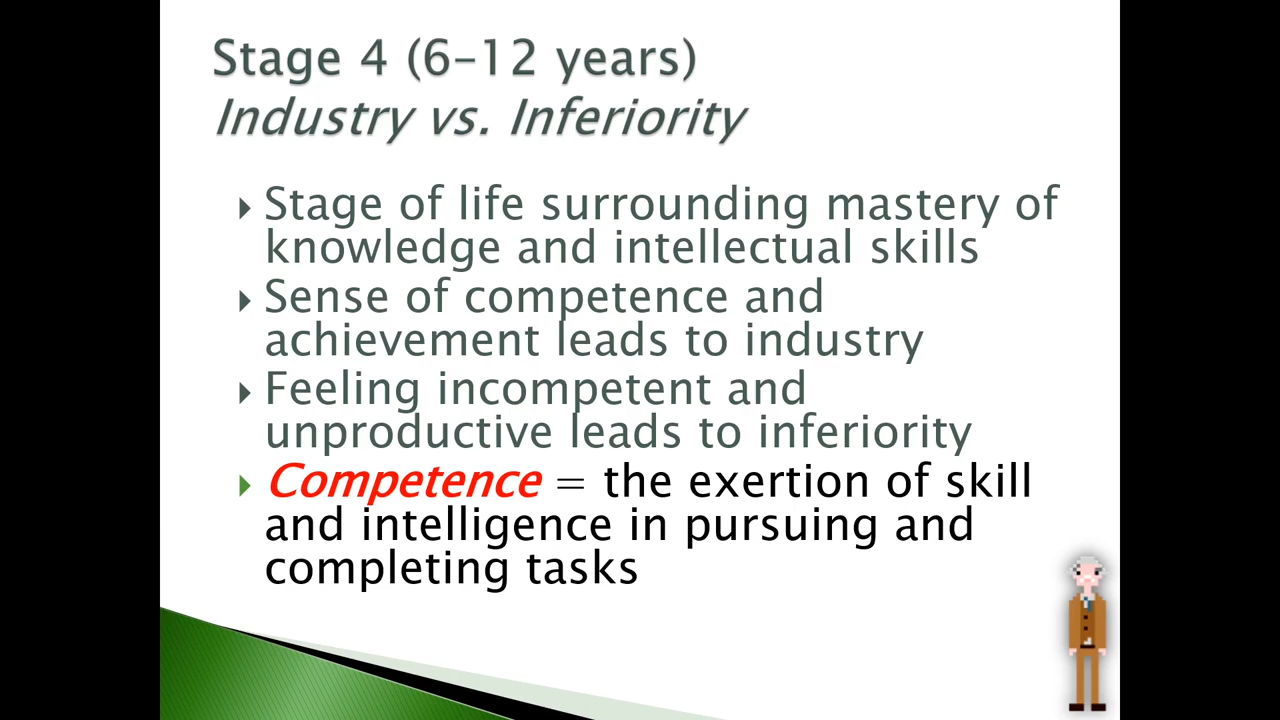 Stage 4 (6–12 years)
Industry vs. Inferiority
Stage of life surrounding mastery of
knowledge and intellectual skills
Sense of competence and
achievement leads to industry
Feeling incompetent and
unproductive leads to inferiority
Competence = the exertion of skill
and intelligence in pursuing and
completing tasks